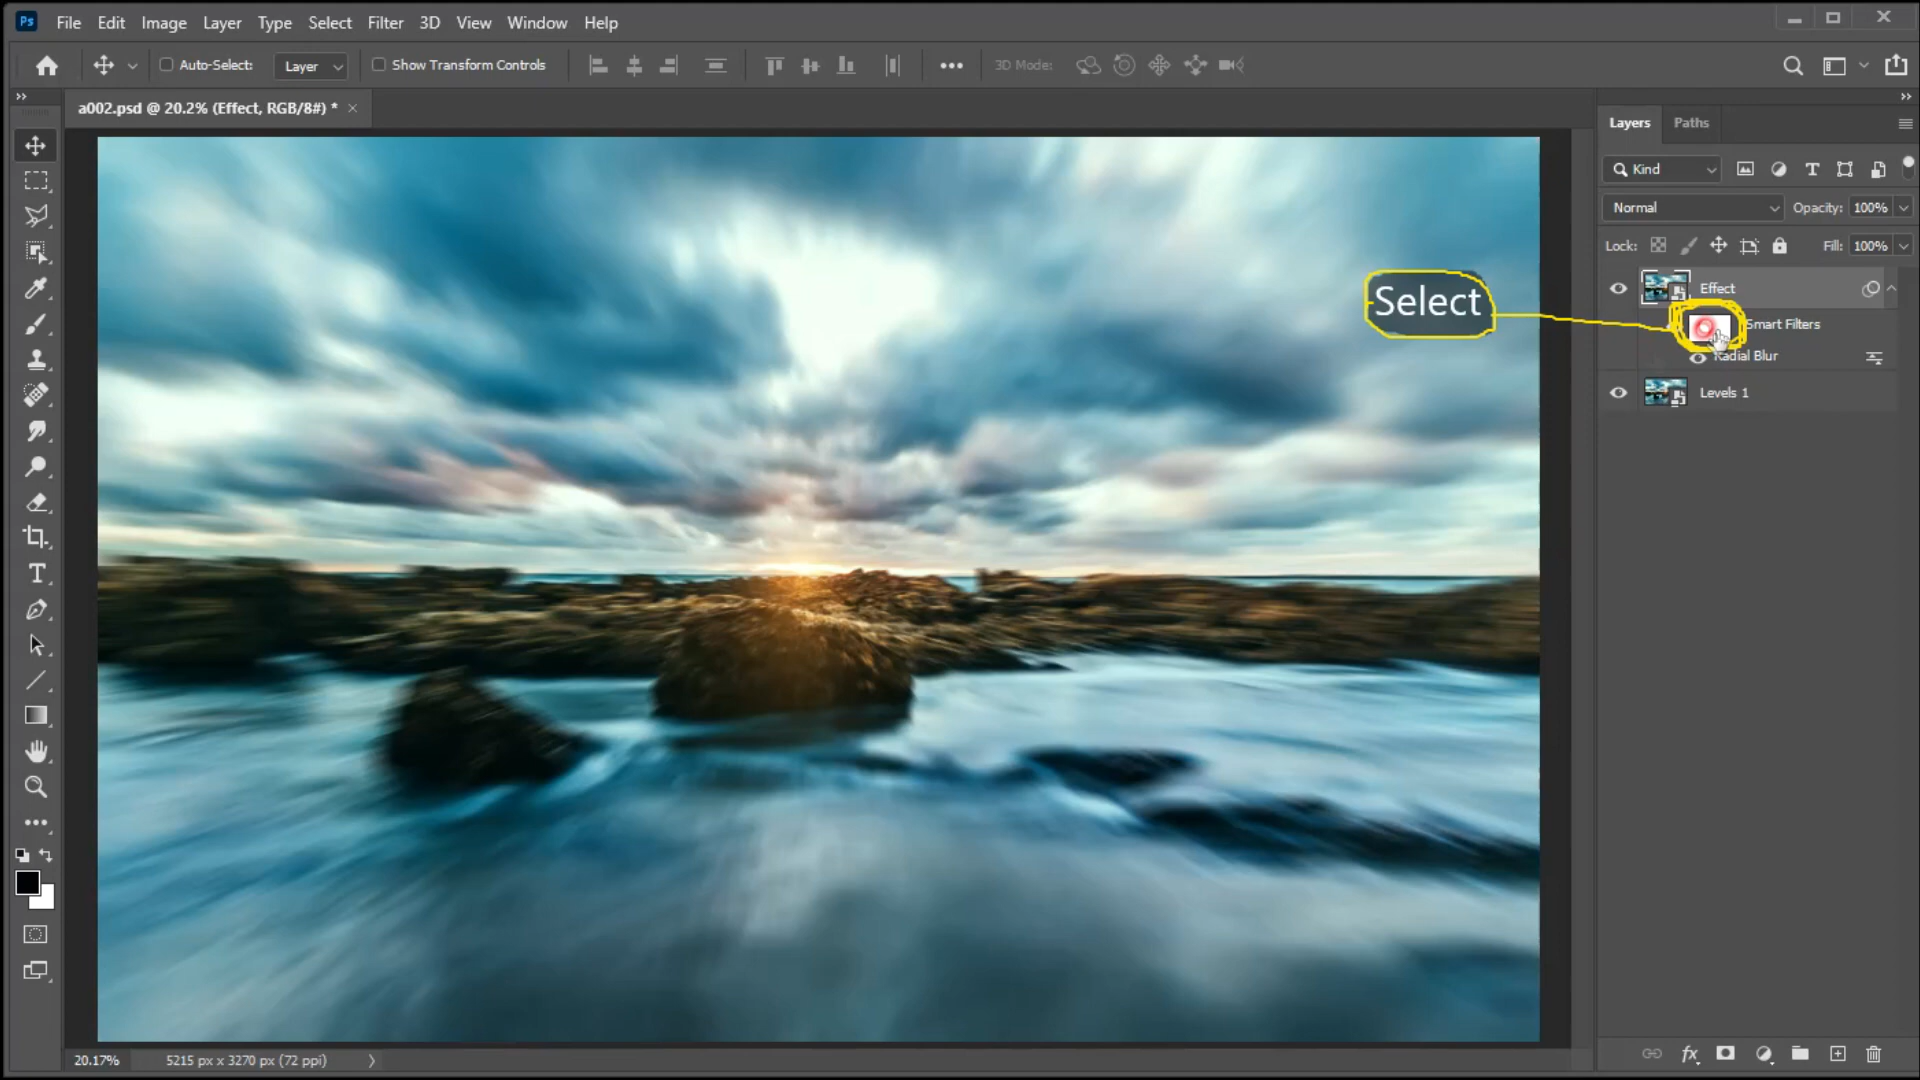 Ps File Edit Image Layer Type Select Filter 3D View Window Help
Auto-Select: Layer Show Transform Controls ••• 3D Mode:
a002.psd @ 20.2% (Effect, RGB/8#) * ×
Layers Paths
Kind
Normal Opacity: 100%
Lock: Fill: 100%
Effect
Select
Smart Filters
Radial Blur
Levels 1
20.17% 5215 px x 3270 px (72 ppi)
fx